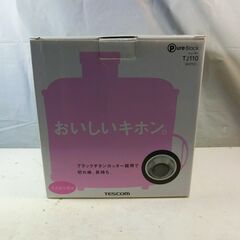 Pure Black
TJ110
おいしいキホン。
ブラックチタンカッター採用で
切れ味、長持ち。
TESCOM